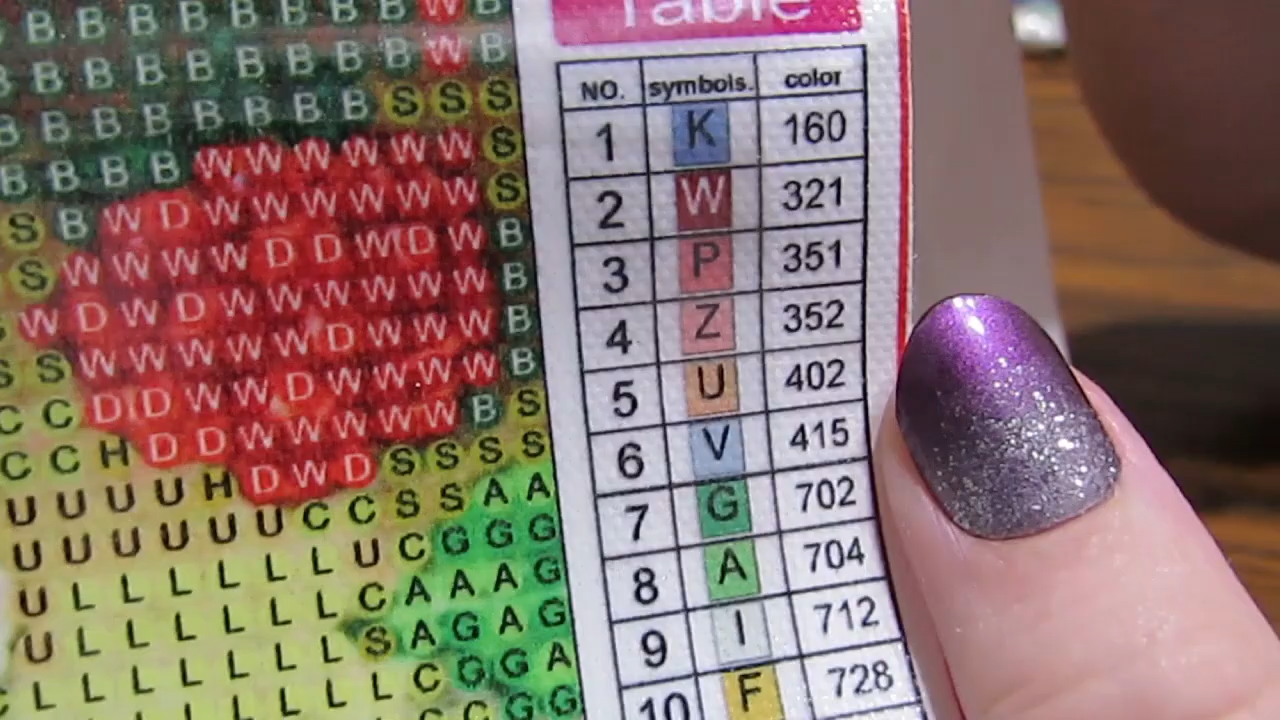 Table
NO. symbols. color
1 K 160
2 W 321
3 P 351
4 Z 352
5 U 402
6 V 415
7 G 702
8 A 704
9 I 712
10 F 728
B B B B B B B B W B
B B B B B B B B S S S
B B B B W W W W W W S
S B W D W W W W W W S
S W W W W D D W D W B
W D W D W W W W W W B
S S W W W W W D W W W B
C C D D W W D W W W W B
C C H D D W W W W W B S
U U U U H D W D S S S S
U U U U U U C C S S A A
U L L L L L L U C G G G
U L L L L L L C A A A G
L L L L L L L S A G A G
L L L L L L L L C G G A